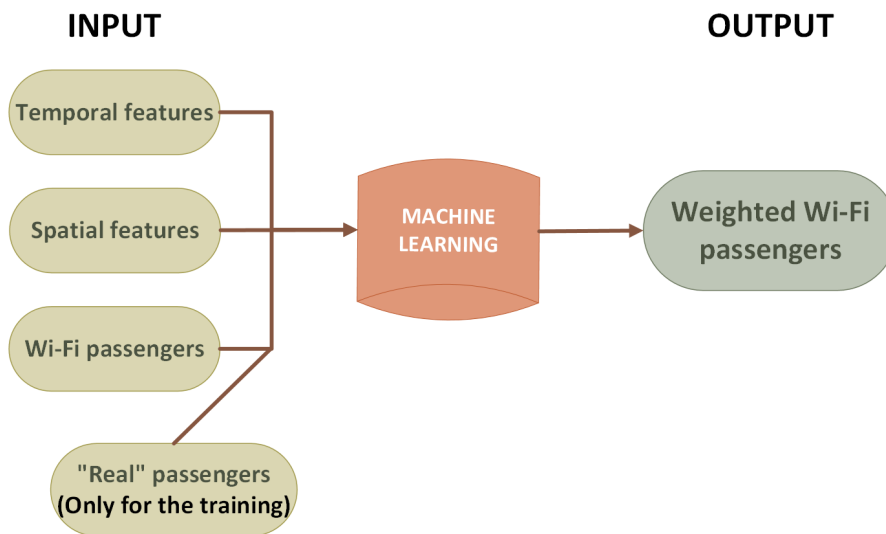 INPUT
OUTPUT
Temporal features
Spatial features
Wi-Fi passengers
"Real" passengers
(Only for the training)
MACHINE
LEARNING
Weighted Wi-Fi
passengers